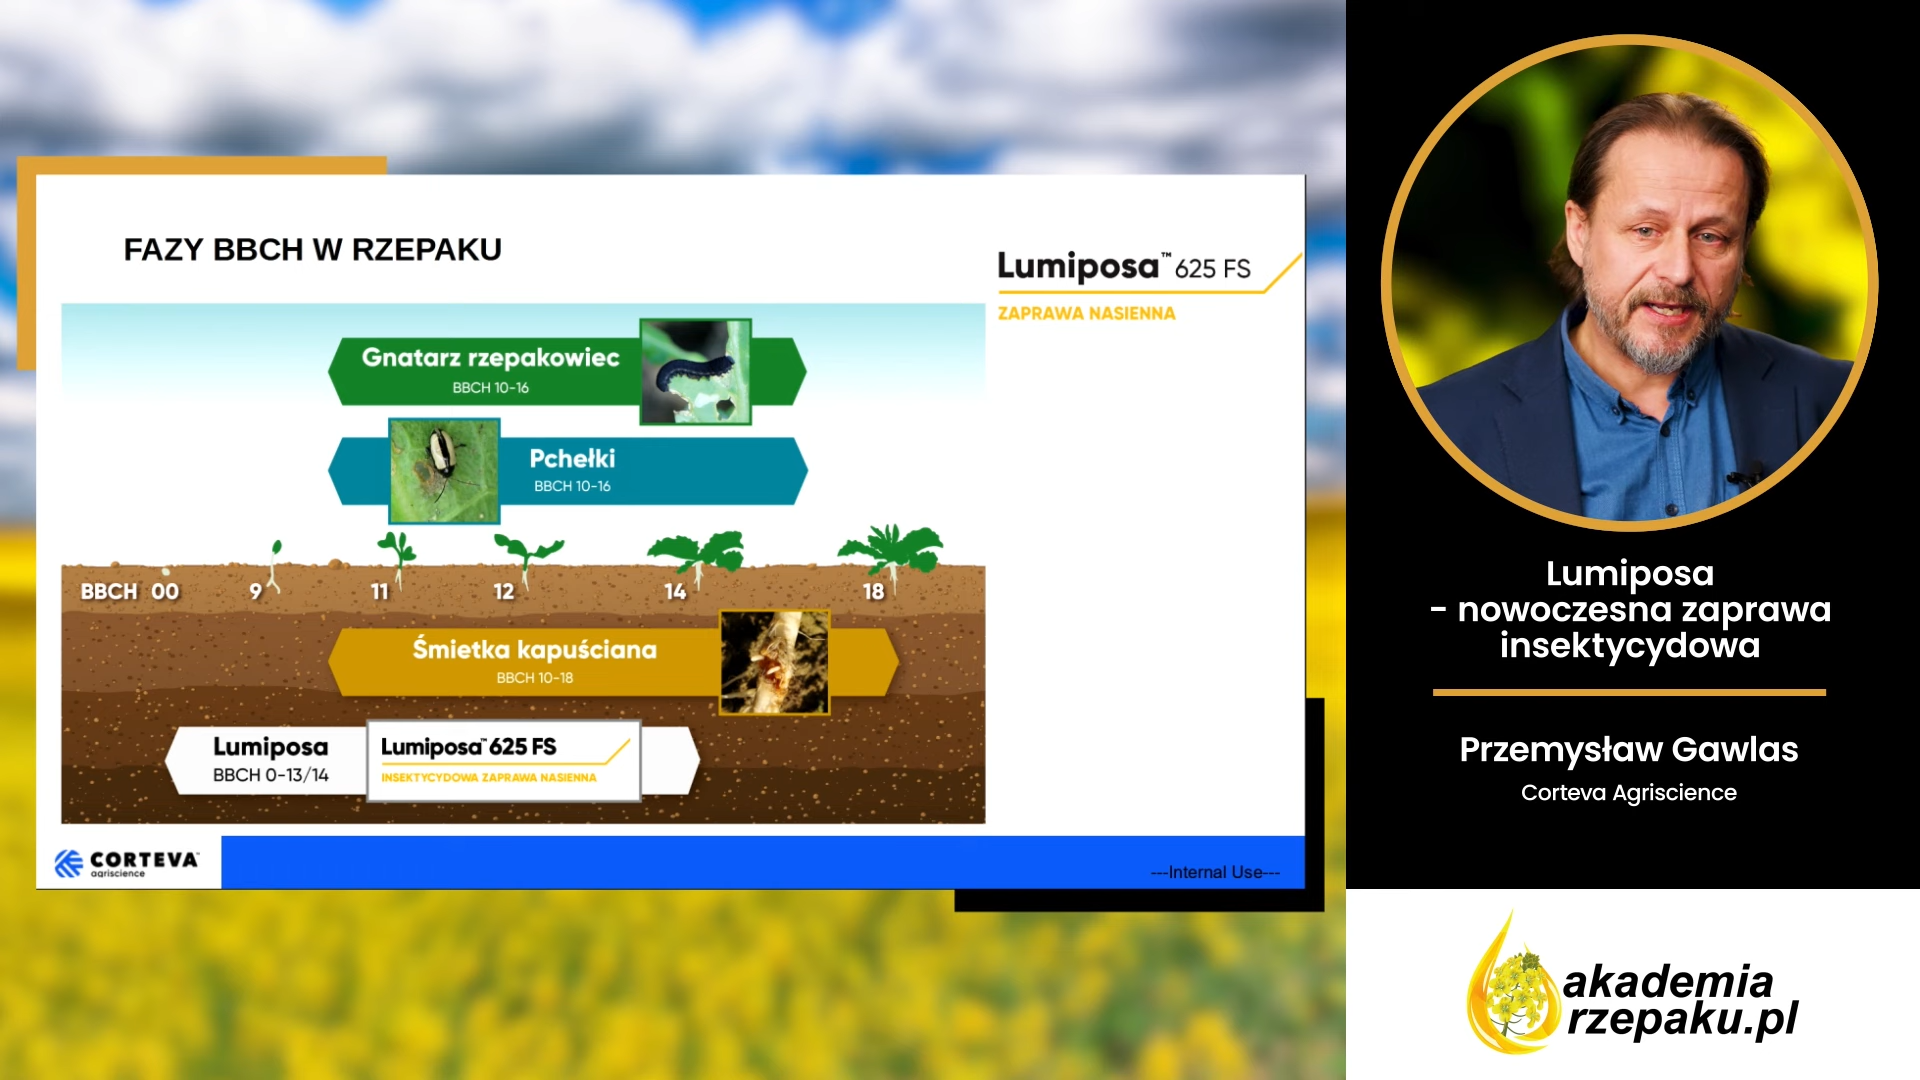 FAZY BBCH W RZEPAKU
Lumiposa™ 625 FS
ZAPRAWA NASIENNA
Gnatarz rzepakowiec
BBCH 10-16
Pchełki
BBCH 10-16
BBCH 00 9 11 12 14 18
Śmietka kapuściana
BBCH 10-18
Lumiposa
BBCH 0-13/14
Lumiposa™ 625 FS
INSEKTYCYDOWA ZAPRAWA NASIENNA
CORTEVA™
agriscience
---Internal Use---
Lumiposa
- nowoczesna zaprawa
insektycydowa
Przemysław Gawlas
Corteva Agriscience
akademia
rzepaku.pl